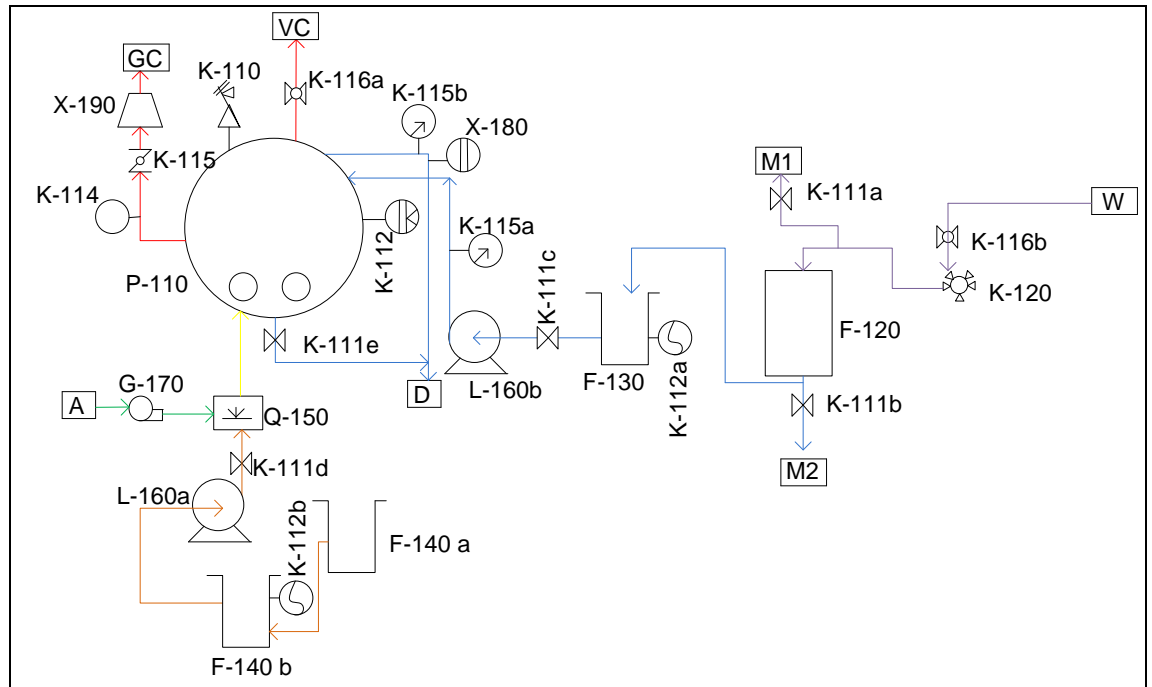 VC
GC
K-110
K-116a
X-190
K-115b
X-180
K-115
M1
K-111a
K-114
W
K-115a
K-112
K-116b
P-110
K-111c
K-120
F-120
K-111e
G-170
L-160b
F-130
K-112a
A
D
Q-150
K-111b
K-111d
M2
L-160a
K-112b
F-140 a
F-140 b